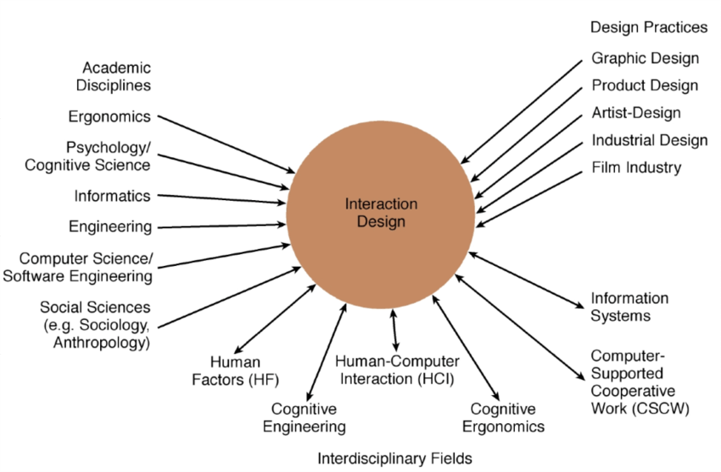 Academic
Disciplines
Ergonomics
Psychology/
Cognitive Science
Informatics
Engineering
Computer Science/
Software Engineering
Social Sciences
(e.g. Sociology,
Anthropology)
Interaction
Design
Design Practices
Graphic Design
Product Design
Artist-Design
Industrial Design
Film Industry
Human
Factors (HF)
Cognitive
Engineering
Human-Computer
Interaction (HCI)
Cognitive
Ergonomics
Information
Systems
Computer-
Supported
Cooperative
Work (CSCW)
Interdisciplinary Fields